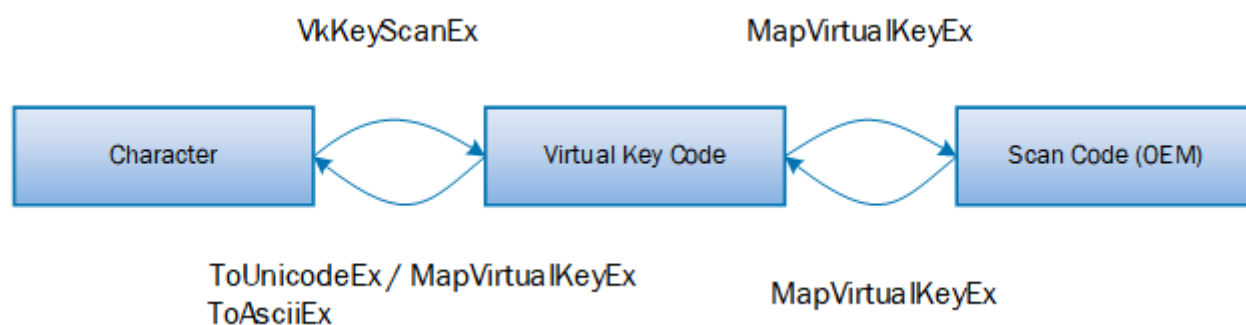 VkKeyScanEx
MapVirtualKeyEx
Character
Virtual Key Code
Scan Code (OEM)
ToUnicodeEx / MapVirtualKeyEx
ToAsciiEx
MapVirtualKeyEx